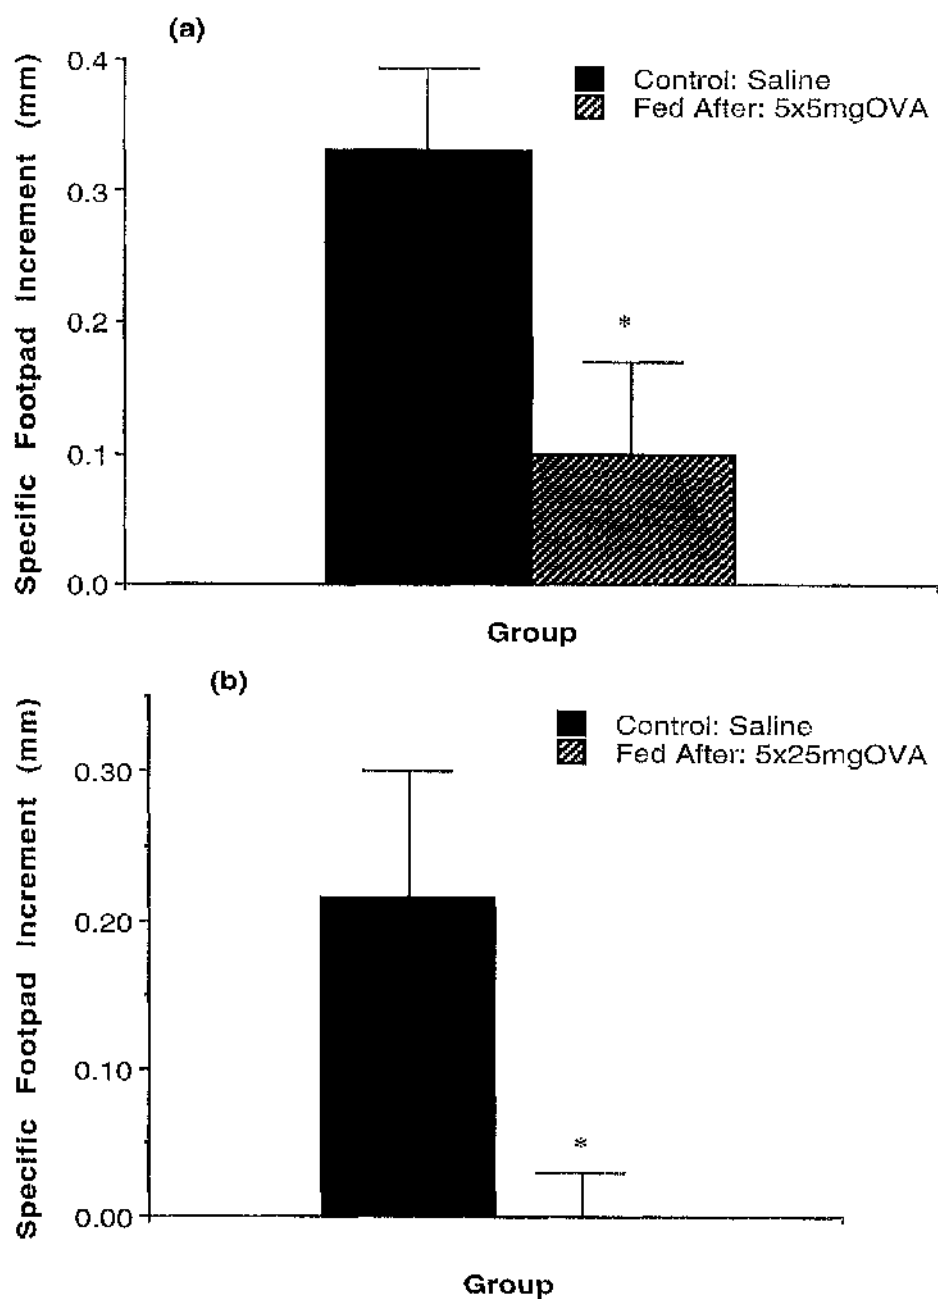 (a)
Specific Footpad Increment (mm)
0.4
0.3
0.2
0.1
0.0
Control: Saline
Fed After: 5x5mgOVA
*
Group
(b)
Specific Footpad Increment (mm)
0.30
0.20
0.10
0.00
Control: Saline
Fed After: 5x25mgOVA
*
Group